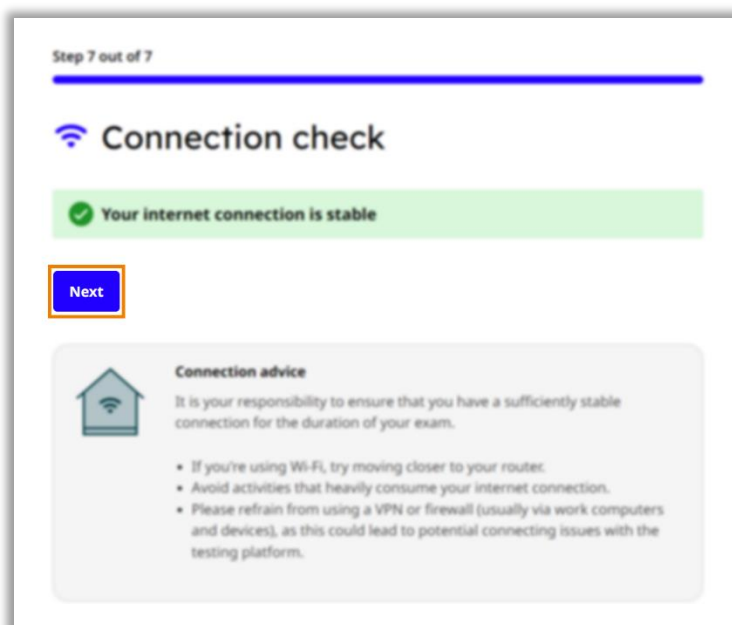 Step 7 out of 7
Connection check
Your internet connection is stable
Next
Connection advice
It is your responsibility to ensure that you have a sufficiently stable
connection for the duration of your exam.
• If you're using Wi-Fi, try moving closer to your router.
• Avoid activities that heavily consume your internet connection.
• Please refrain from using a VPN or firewall (usually via work computers
and devices), as this could lead to potential connecting issues with the
testing platform.